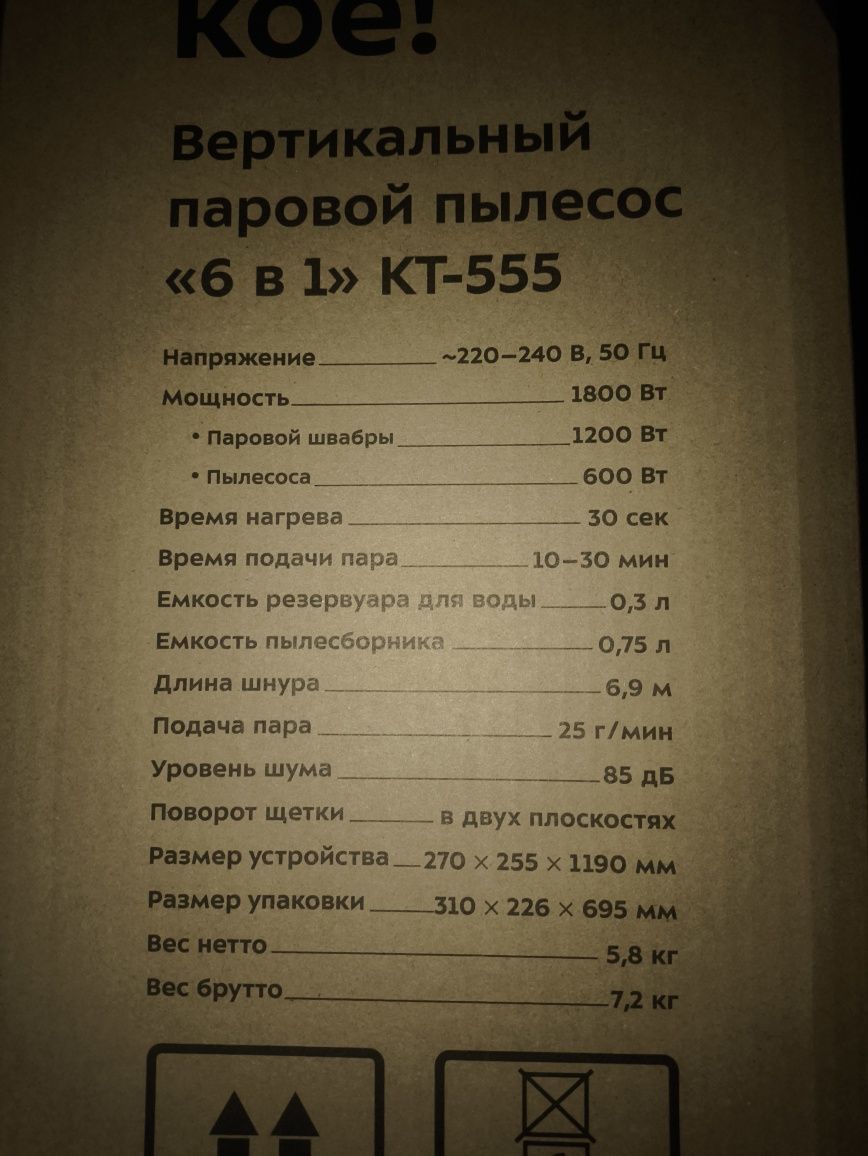 кое!
Вертикальный
паровой пылесос
«6 в 1» КТ-555
Напряжение ~220–240 В, 50 Гц
Мощность 1800 Вт
• Паровой швабры 1200 Вт
• Пылесоса 600 Вт
Время нагрева 30 сек
Время подачи пара 10–30 мин
Емкость резервуара для воды 0,3 л
Емкость пылесборника 0,75 л
Длина шнура 6,9 м
Подача пара 25 г/мин
Уровень шума 85 дБ
Поворот щетки в двух плоскостях
Размер устройства 270 × 255 × 1190 мм
Размер упаковки 310 × 226 × 695 мм
Вес нетто 5,8 кг
Вес брутто 7,2 кг